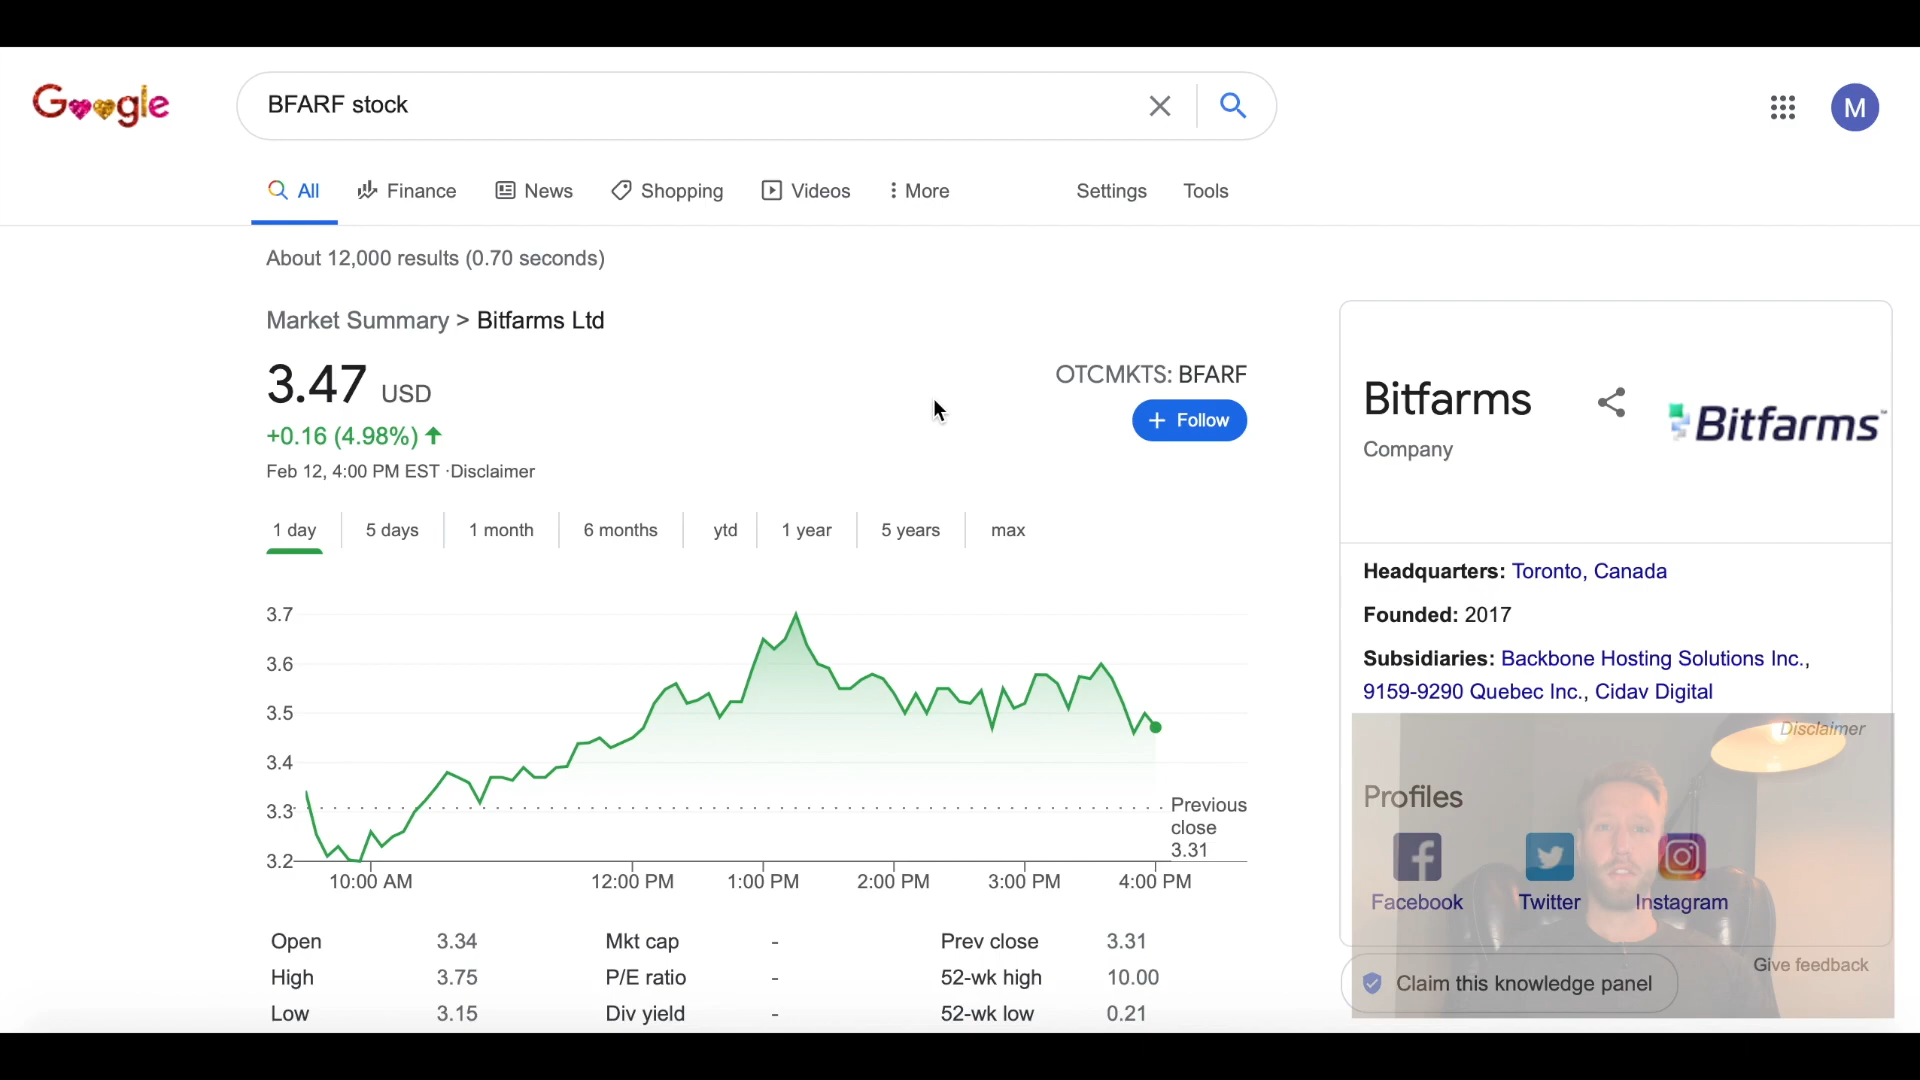 Google
BFARF stock
M
All
Finance
News
Shopping
Videos
More
Settings
Tools
About 12,000 results (0.70 seconds)
Market Summary > Bitfarms Ltd
3.47 USD
+0.16 (4.98%)
Feb 12, 4:00 PM EST ·Disclaimer
OTCMKTS: BFARF
+ Follow
1 day
5 days
1 month
6 months
ytd
1 year
5 years
max
3.7
3.6
3.5
3.4
3.3
3.2
Previous
close
3.31
10:00 AM
12:00 PM
1:00 PM
2:00 PM
3:00 PM
4:00 PM
Open 3.34 Mkt cap - Prev close 3.31
High 3.75 P/E ratio - 52-wk high 10.00
Low 3.15 Div yield - 52-wk low 0.21
Bitfarms
Company
Bitfarms™
Headquarters: Toronto, Canada
Founded: 2017
Subsidiaries: Backbone Hosting Solutions Inc.,
9159-9290 Quebec Inc., Cidav Digital
Disclaimer
Profiles
Facebook
Twitter
Instagram
Give feedback
Claim this knowledge panel